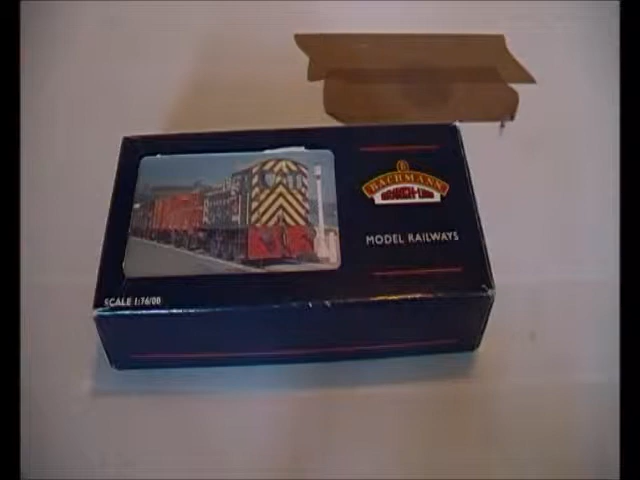 B
BACHMANN
BRANCH-LINE
MODEL RAILWAYS
SCALE 1:76/00